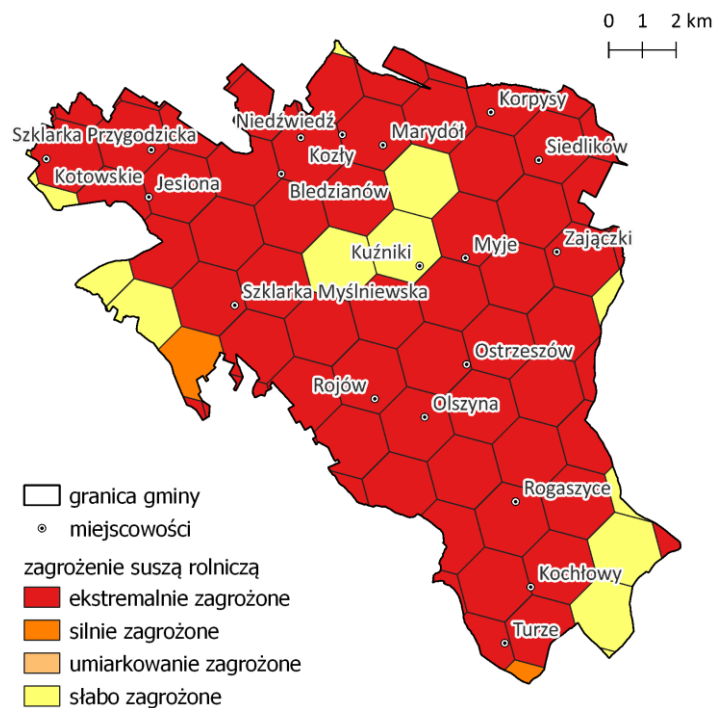 0 1 2 km
Korpysy
Niedźwiedź
Szklarka Przygodzicka
Marydół
Siedlików
Kozły
Kotowskie
Jesiona
Bledzianów
Zajączki
Myje
Kuźniki
Szklarka Myślniewska
Ostrzeszów
Rojów
Olszyna
Rogaszyce
granica gminy
miejscowości
zagrożenie suszą rolniczą
Kochłowy
ekstremalnie zagrożone
silnie zagrożone
Turze
umiarkowanie zagrożone
słabo zagrożone